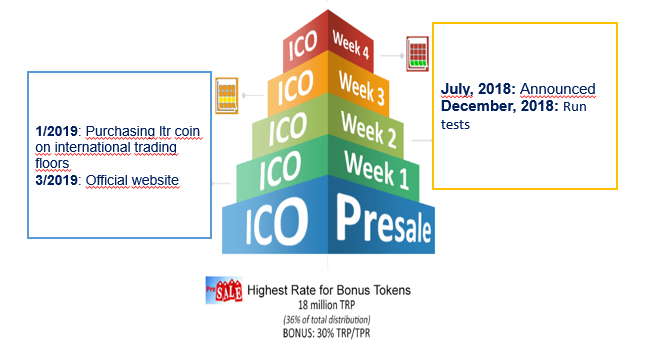 ICO Week 4
ICO Week 3
ICO Week 2
ICO Week 1
ICO Presale
1/2019: Purchasing ltr coin
on international trading
floors
3/2019: Official website
July, 2018: Announced
December, 2018: Run
tests
Pre SALE
Highest Rate for Bonus Tokens
18 million TRP
(36% of total distribution)
BONUS: 30% TRP/TPR